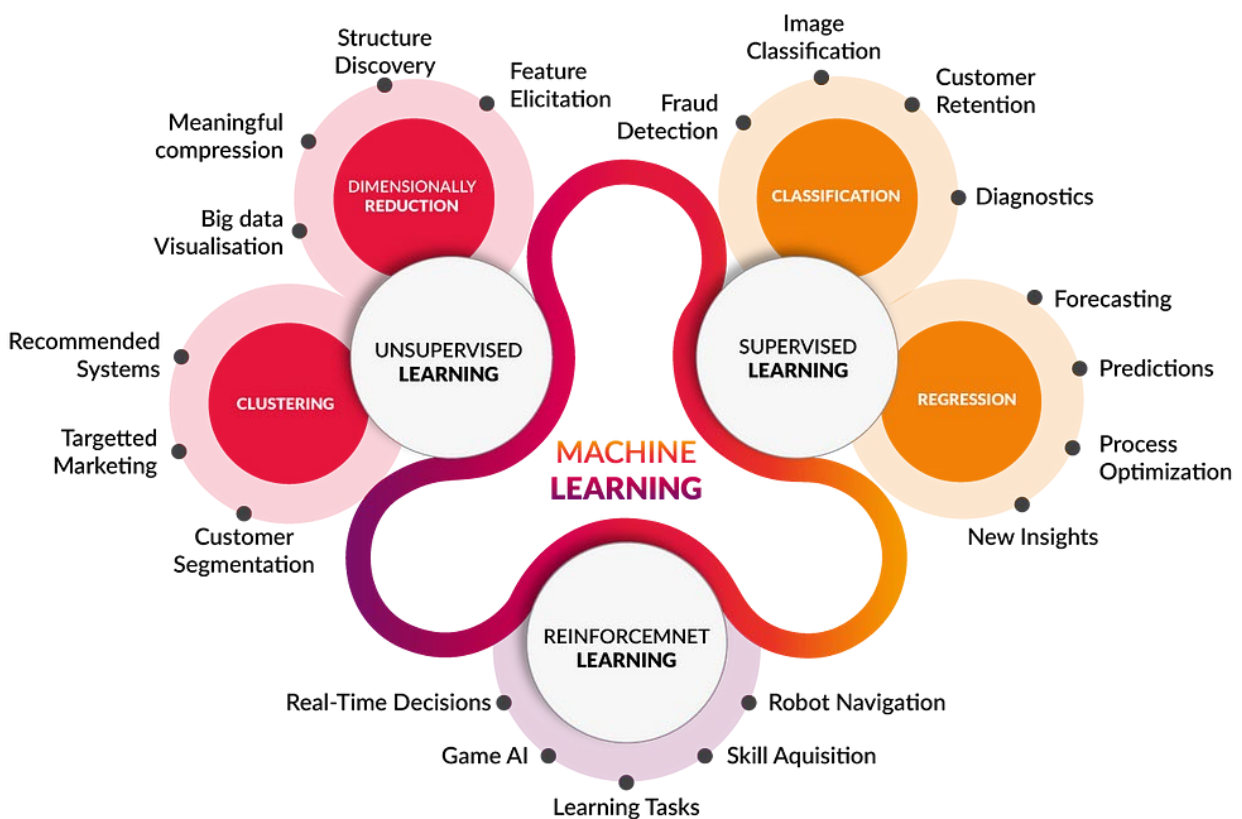 Structure
Discovery
Feature
Elicitation
Meaningful
compression
Big data
Visualisation
DIMENSIONALLY
REDUCTION
Recommended
Systems
Targetted
Marketing
Customer
Segmentation
CLUSTERING
UNSUPERVISED
LEARNING
Image
Classification
Fraud
Detection
Customer
Retention
Diagnostics
CLASSIFICATION
SUPERVISED
LEARNING
Forecasting
Predictions
Process
Optimization
New Insights
REGRESSION
MACHINE
LEARNING
REINFORCEMNET
LEARNING
Real-Time Decisions
Game AI
Learning Tasks
Skill Aquisition
Robot Navigation